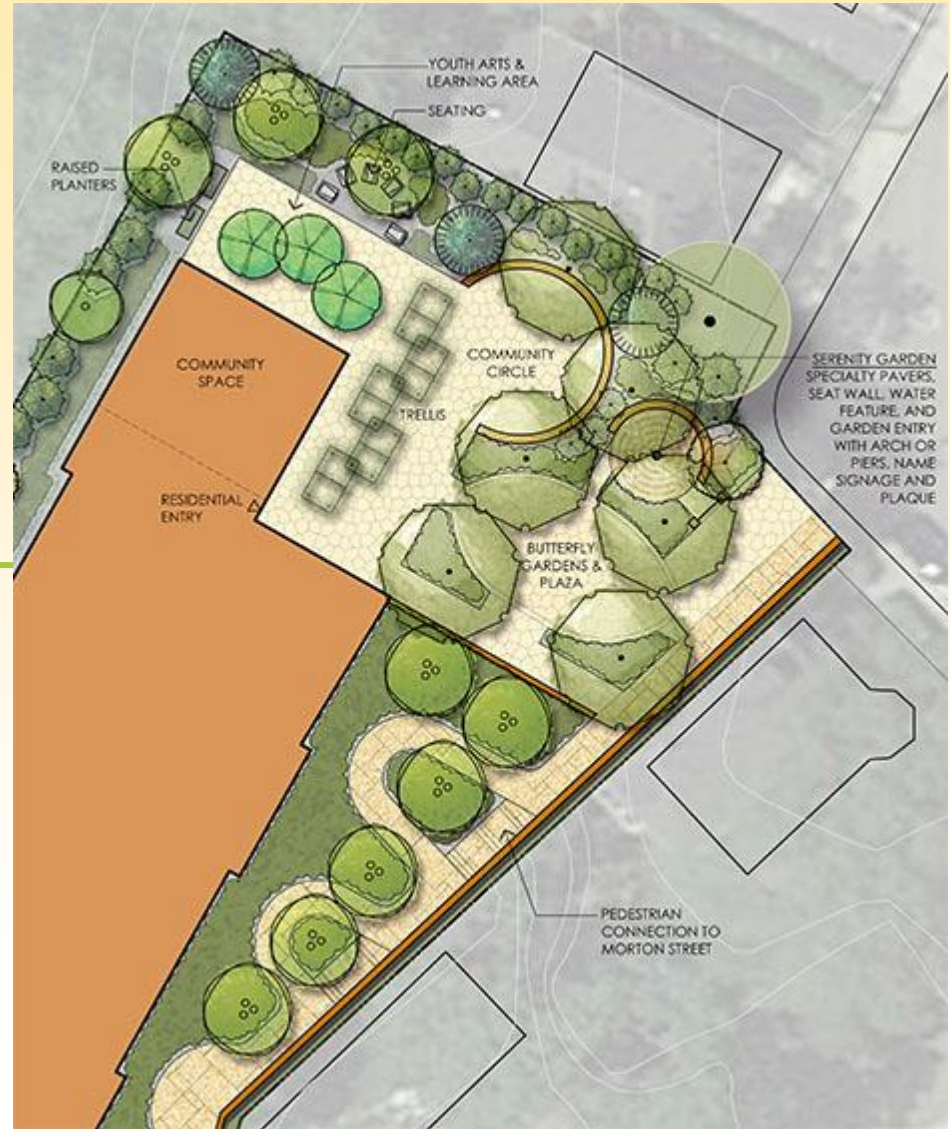 YOUTH ARTS &
LEARNING AREA
SEATING
RAISED
PLANTERS
COMMUNITY
SPACE
COMMUNITY
CIRCLE
TRELLIS
SERENITY GARDEN
SPECIALTY PAVERS,
SEAT WALL, WATER
FEATURE, AND
GARDEN ENTRY
WITH ARCH OR
PIERS, NAME
SIGNAGE AND
PLAQUE
RESIDENTIAL
ENTRY
BUTTERFLY
GARDENS &
PLAZA
PEDESTRIAN
CONNECTION TO
MORTON STREET